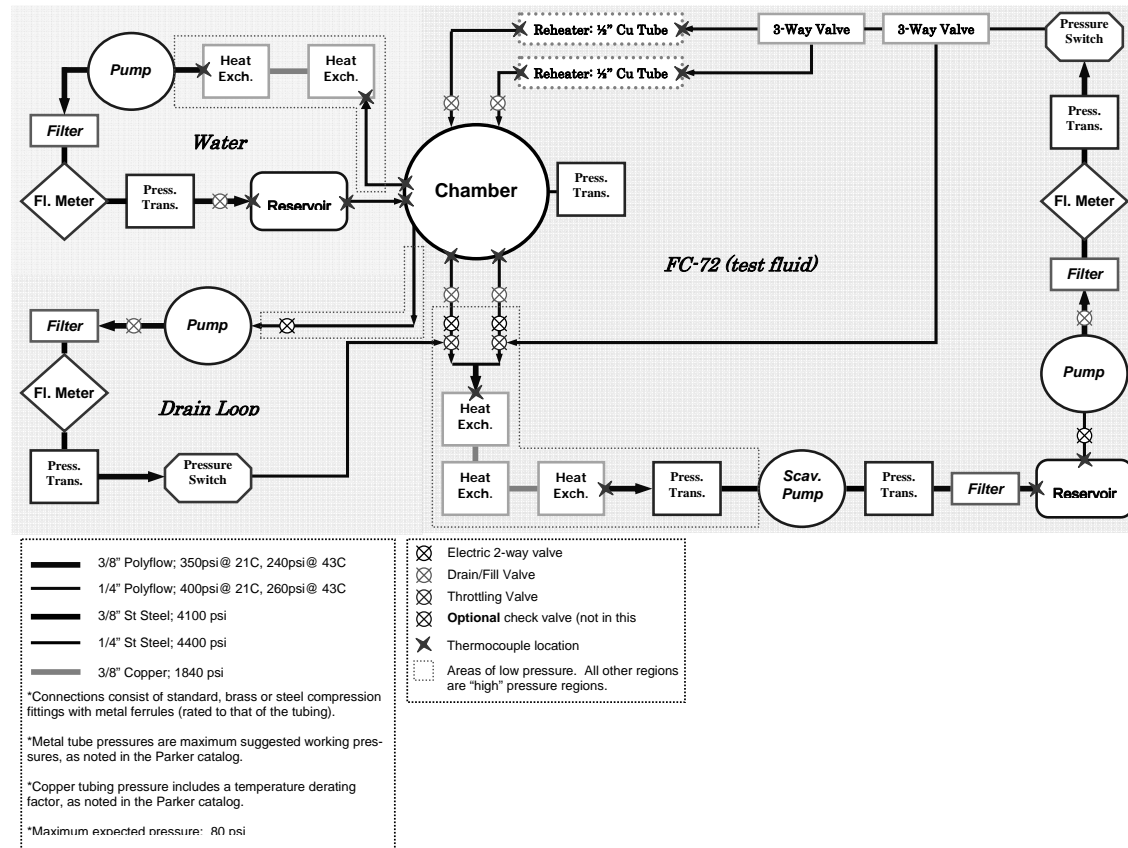 Reheater: ½” Cu Tube
3-Way Valve
3-Way Valve
Pressure
Switch
Reheater: ½” Cu Tube
Pump
Heat
Exch.
Heat
Exch.
Filter
Water
Fl. Meter
Press.
Trans.
Reservoir
Chamber
Press.
Trans.
Press.
Trans.
Fl. Meter
FC-72 (test fluid)
Filter
Pump
Filter
Pump
Fl. Meter
Drain Loop
Press.
Trans.
Pressure
Switch
Heat
Exch.
Heat
Exch.
Heat
Exch.
Press.
Trans.
Scav.
Pump
Press.
Trans.
Filter
Reservoir
3/8” Polyflow; 350psi@ 21C, 240psi@ 43C
1/4” Polyflow; 400psi@ 21C, 260psi@ 43C
3/8” St Steel; 4100 psi
1/4” St Steel; 4400 psi
3/8” Copper; 1840 psi
*Connections consist of standard, brass or steel compression
fittings with metal ferrules (rated to that of the tubing).
*Metal tube pressures are maximum suggested working pres-
sures, as noted in the Parker catalog.
*Copper tubing pressure includes a temperature derating
factor, as noted in the Parker catalog.
*Maximum expected pressure: 80 psi
Electric 2-way valve
Drain/Fill Valve
Throttling Valve
Optional check valve (not in this
Thermocouple location
Areas of low pressure. All other regions
are “high” pressure regions.